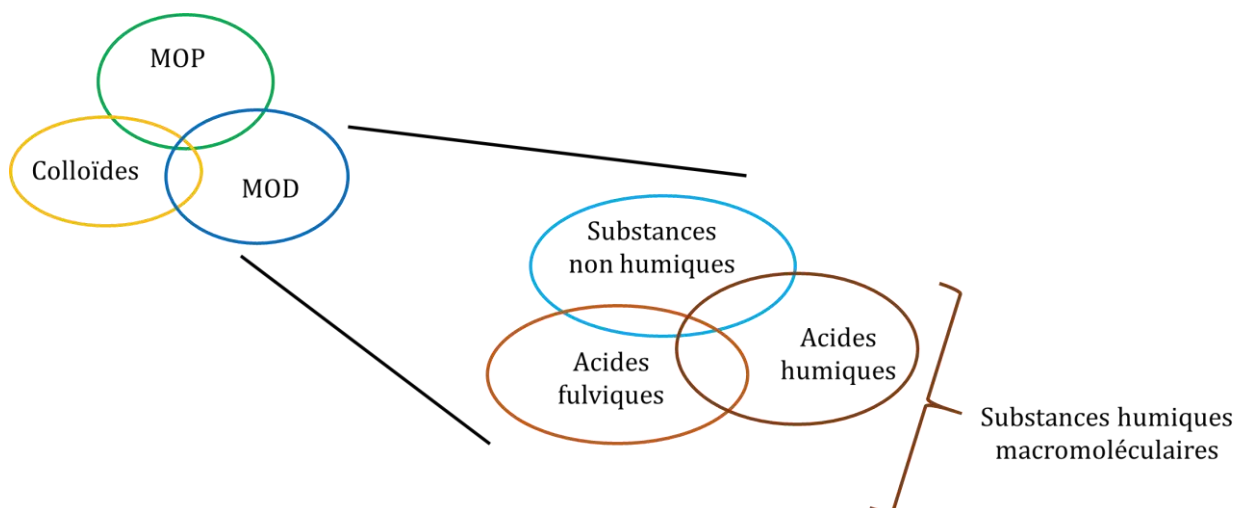 MOP
Colloïdes
MOD
Substances
non humiques
Acides
humiques
Acides
fulviques
Substances humiques
macromoléculaires